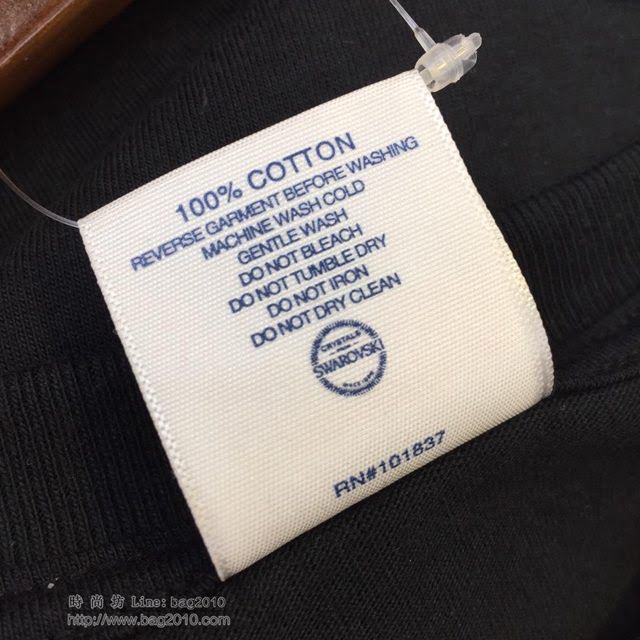 100% COTTON
REVERSE GARMENT BEFORE WASHING
MACHINE WASH COLD
GENTLE WASH
DO NOT BLEACH
DO NOT TUMBLE DRY
DO NOT IRON
DO NOT DRY CLEAN
CRYSTALS
SWAROVSKI
RN#101837
時尚坊 Line: bag2010
http://www.bag2010.com/